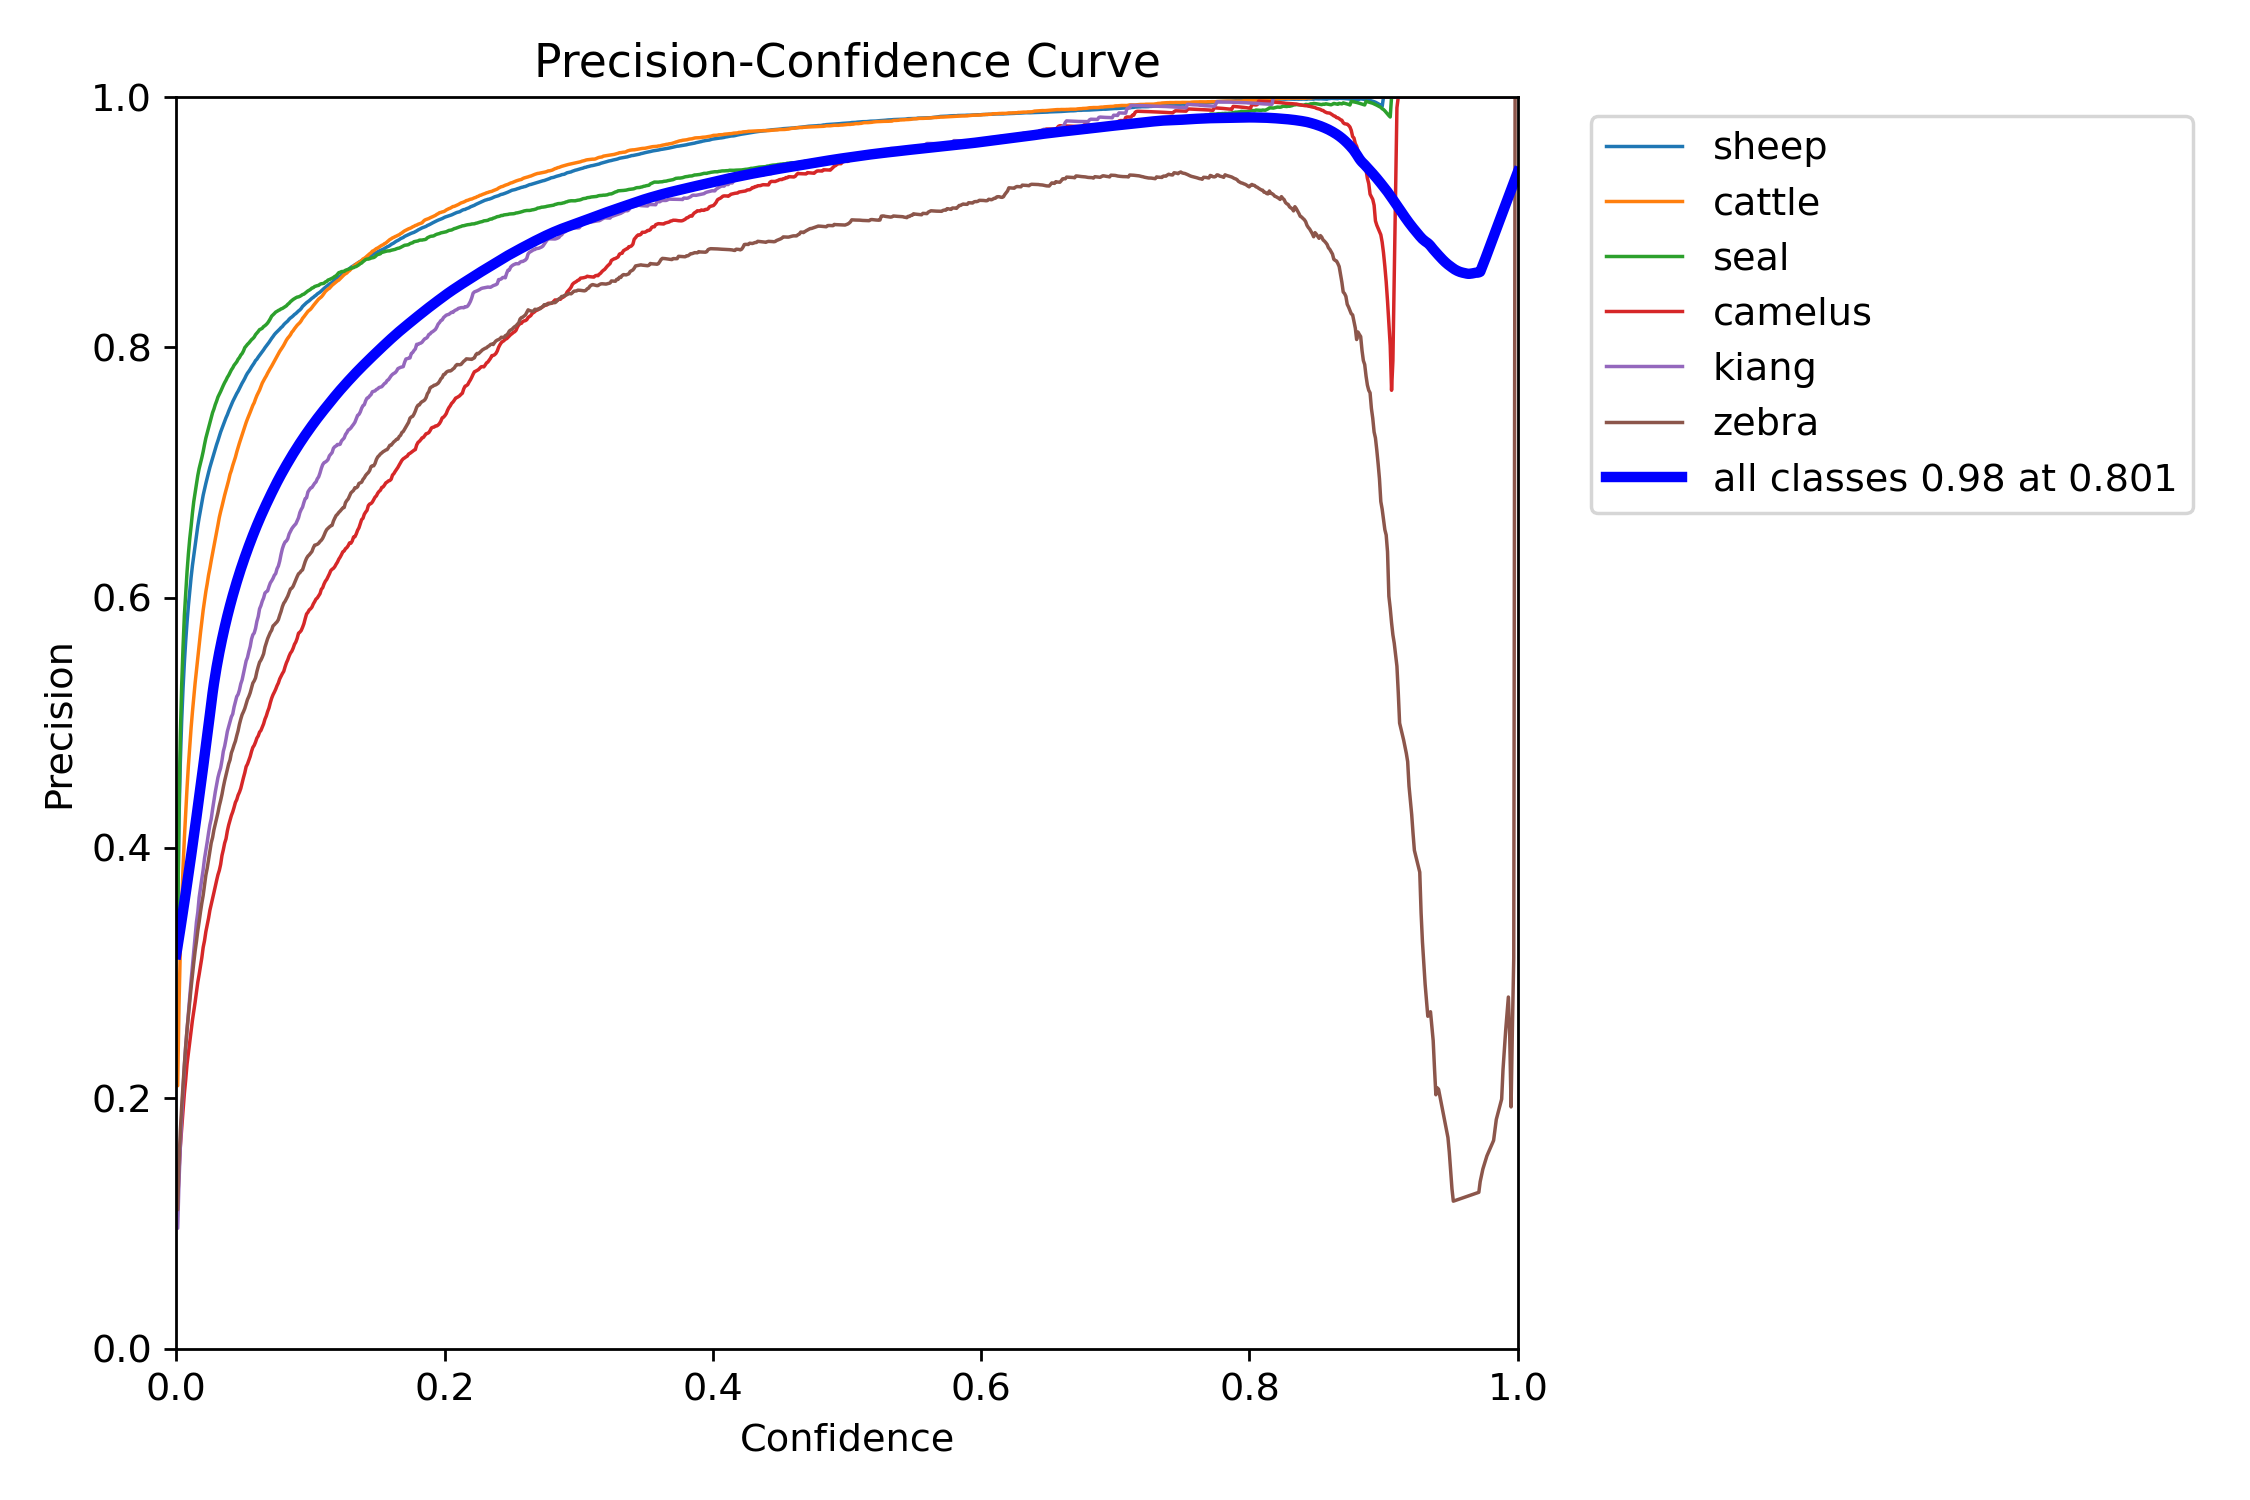 Precision-Confidence Curve
1.0
0.8
0.6
0.4
0.2
0.0
Precision
0.0 0.2 0.4 0.6 0.8 1.0
Confidence
sheep
cattle
seal
camelus
kiang
zebra
all classes 0.98 at 0.801